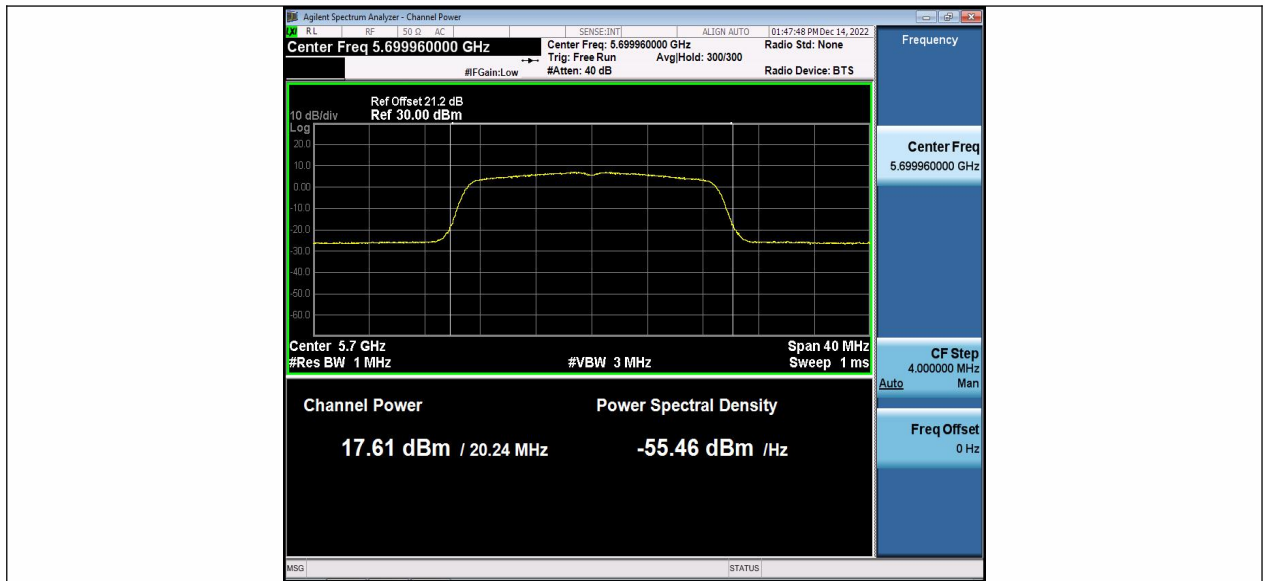 Agilent Spectrum Analyzer - Channel Power
RL RF 50 Ω AC SENSE:INT ALIGN AUTO 01:47:48 PM Dec 14, 2022
Center Freq 5.699960000 GHz
Center Freq: 5.699960000 GHz
Radio Std: None
Trig: Free Run Avg|Hold: 300/300
#IFGain:Low #Atten: 40 dB Radio Device: BTS
Ref Offset 21.2 dB
10 dB/div Ref 30.00 dBm
Log
20.0
10.0
0.00
-10.0
-20.0
-30.0
-40.0
-50.0
-60.0
Center 5.7 GHz Span 40 MHz
#Res BW 1 MHz #VBW 3 MHz Sweep 1 ms
Channel Power Power Spectral Density
17.61 dBm / 20.24 MHz -55.46 dBm /Hz
MSG STATUS
Frequency
Center Freq
5.699960000 GHz
CF Step
4.000000 MHz
Auto Man
Freq Offset
0 Hz